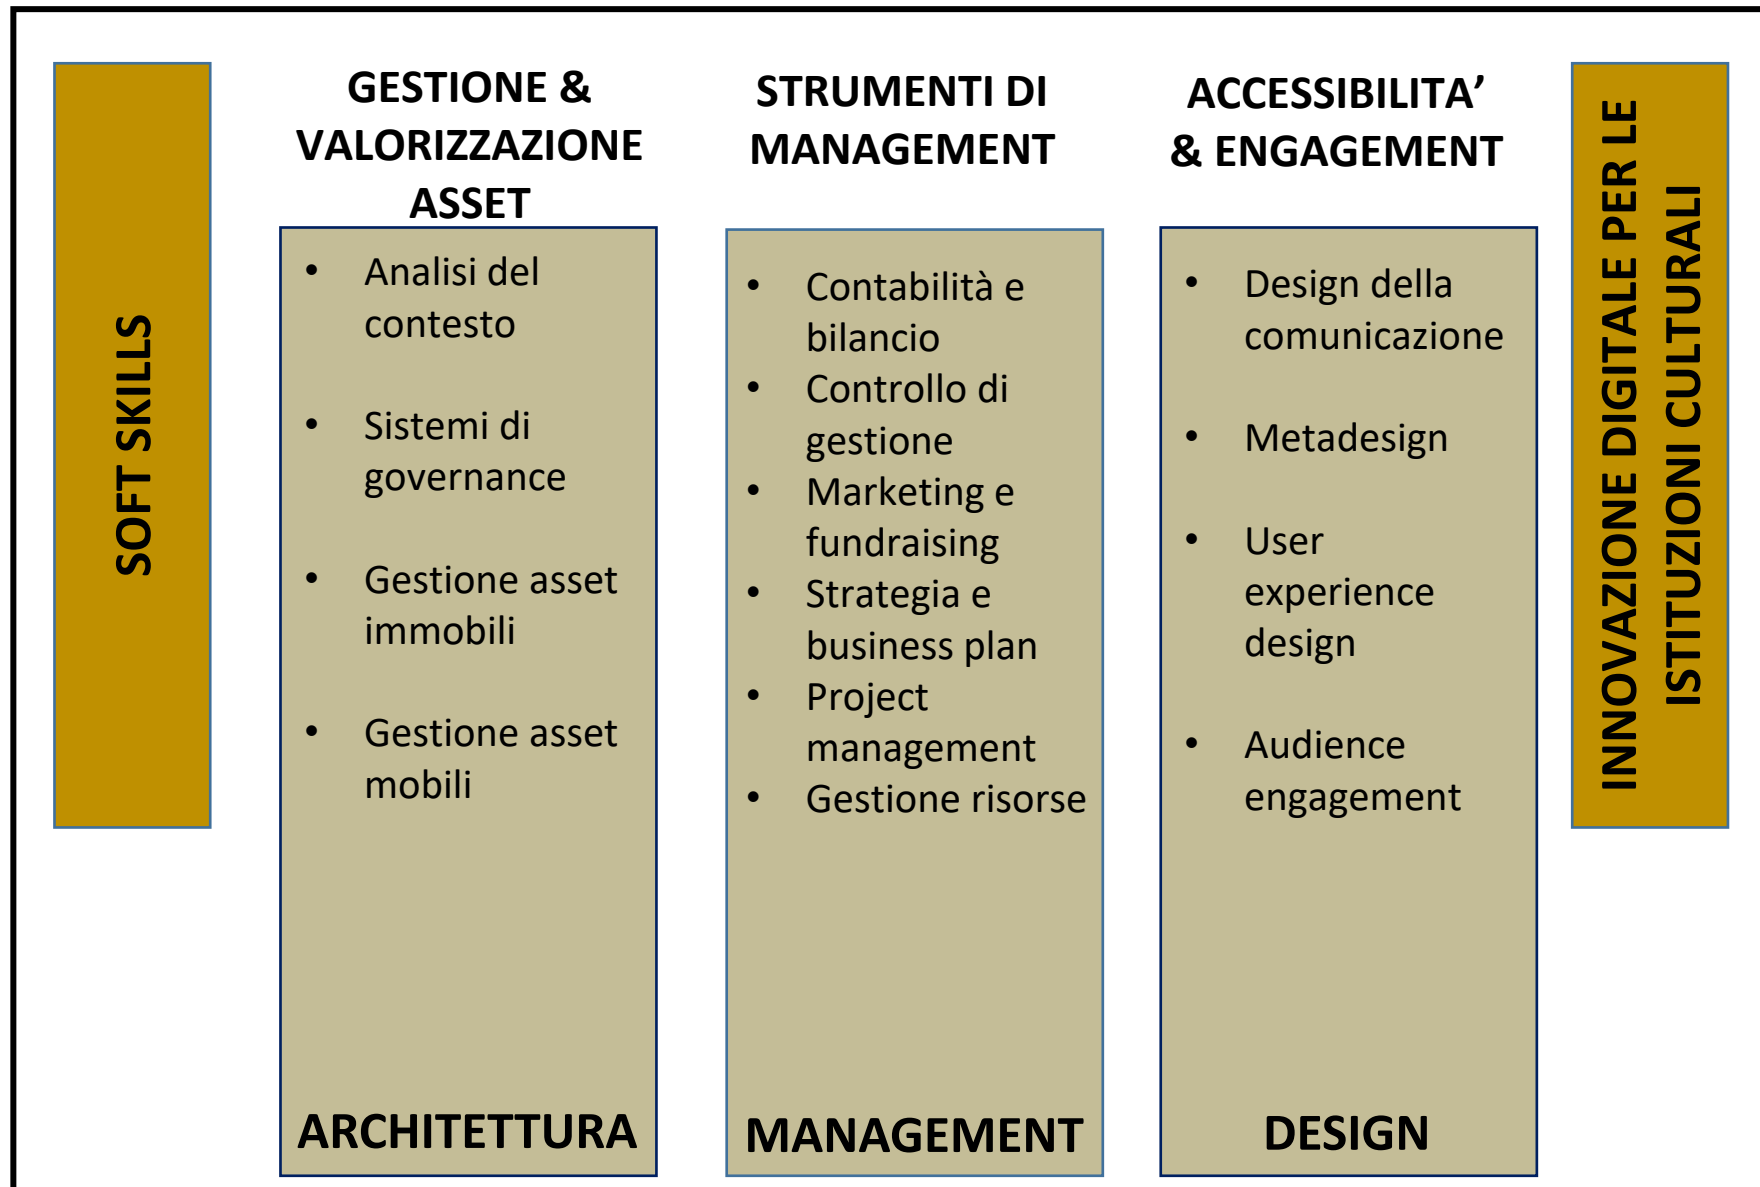 SOFT SKILLS
GESTIONE &
VALORIZZAZIONE
ASSET
• Analisi del
contesto
• Sistemi di
governance
• Gestione asset
immobili
• Gestione asset
mobili
ARCHITETTURA
STRUMENTI DI
MANAGEMENT
• Contabilità e
bilancio
• Controllo di
gestione
• Marketing e
fundraising
• Strategia e
business plan
• Project
management
• Gestione risorse
MANAGEMENT
ACCESSIBILITA’
& ENGAGEMENT
• Design della
comunicazione
• Metadesign
• User
experience
design
• Audience
engagement
DESIGN
INNOVAZIONE DIGITALE PER LE
ISTITUZIONI CULTURALI